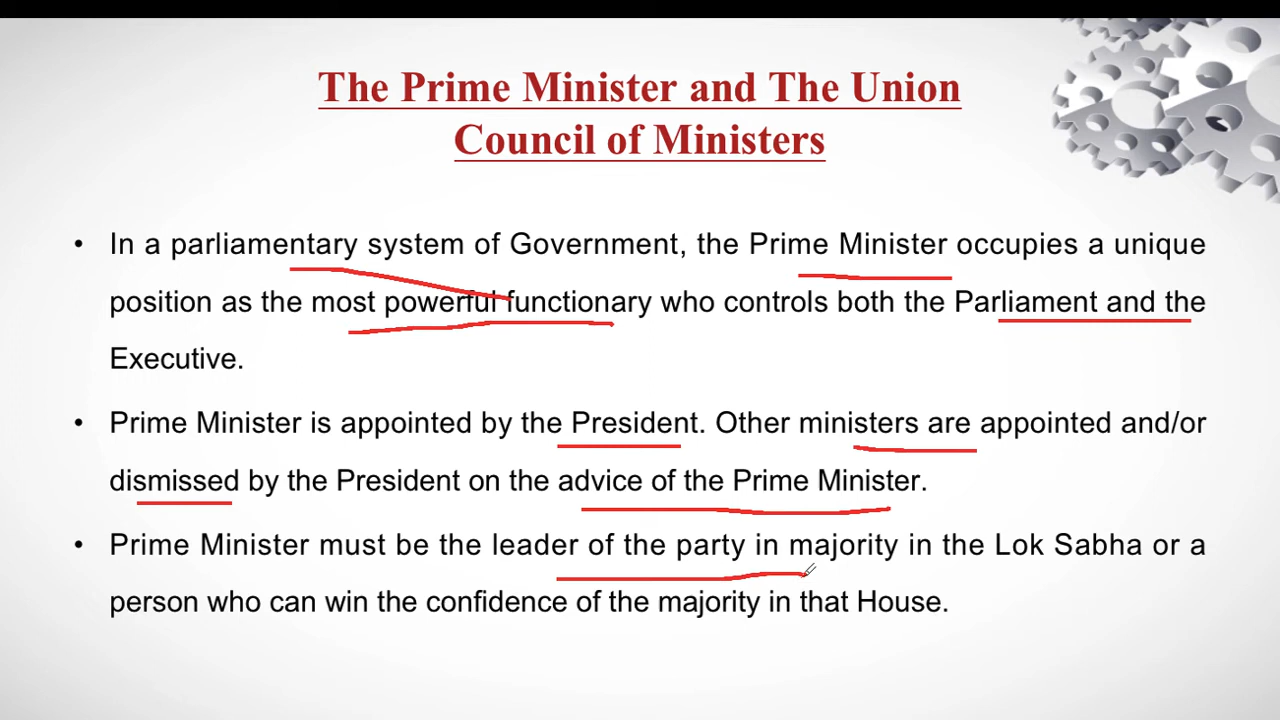 The Prime Minister and The Union
Council of Ministers
• In a parliamentary system of Government, the Prime Minister occupies a unique
position as the most powerful functionary who controls both the Parliament and the
Executive.
• Prime Minister is appointed by the President. Other ministers are appointed and/or
dismissed by the President on the advice of the Prime Minister.
• Prime Minister must be the leader of the party in majority in the Lok Sabha or a
person who can win the confidence of the majority in that House.